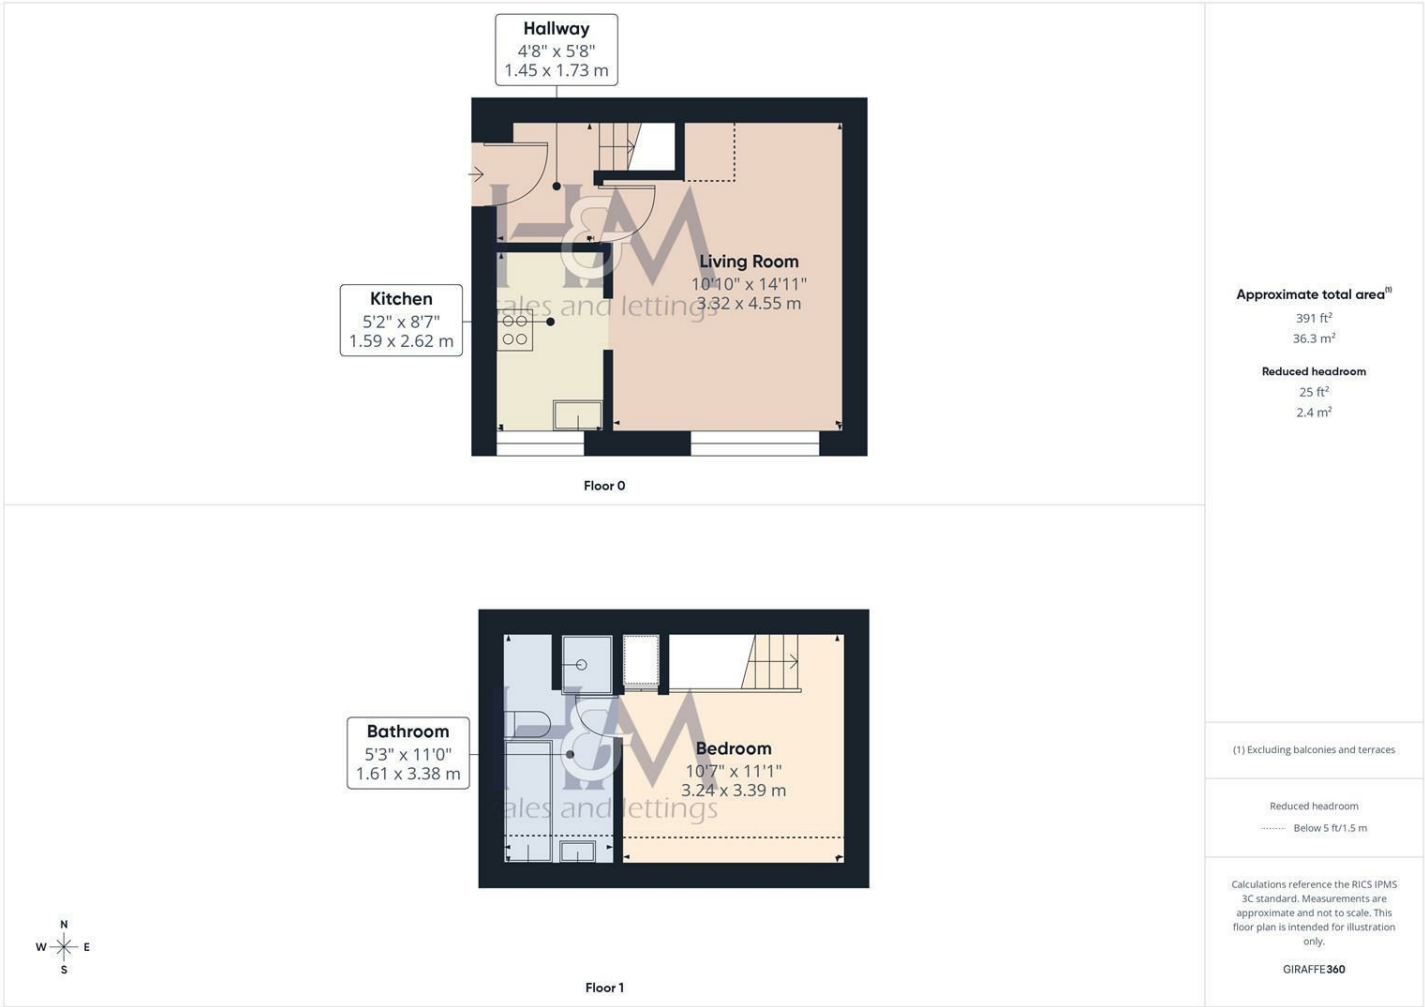 Hallway
4'8" x 5'8"
1.45 x 1.73 m
Living Room
10'10" x 14'11"
3.32 x 4.55 m
Kitchen
5'2" x 8'7"
1.59 x 2.62 m
H&M
sales and lettings
Floor 0
Bathroom
5'3" x 11'0"
1.61 x 3.38 m
Bedroom
10'7" x 11'1"
3.24 x 3.39 m
H&M
sales and lettings
N
W E
S
Floor 1
Approximate total area(1)
391 ft²
36.3 m²
Reduced headroom
25 ft²
2.4 m²
(1) Excluding balconies and terraces
Reduced headroom
Below 5 ft/1.5 m
Calculations reference the RICS IPMS
3C standard. Measurements are
approximate and not to scale. This
floor plan is intended for illustration
only.
GIRAFFE360